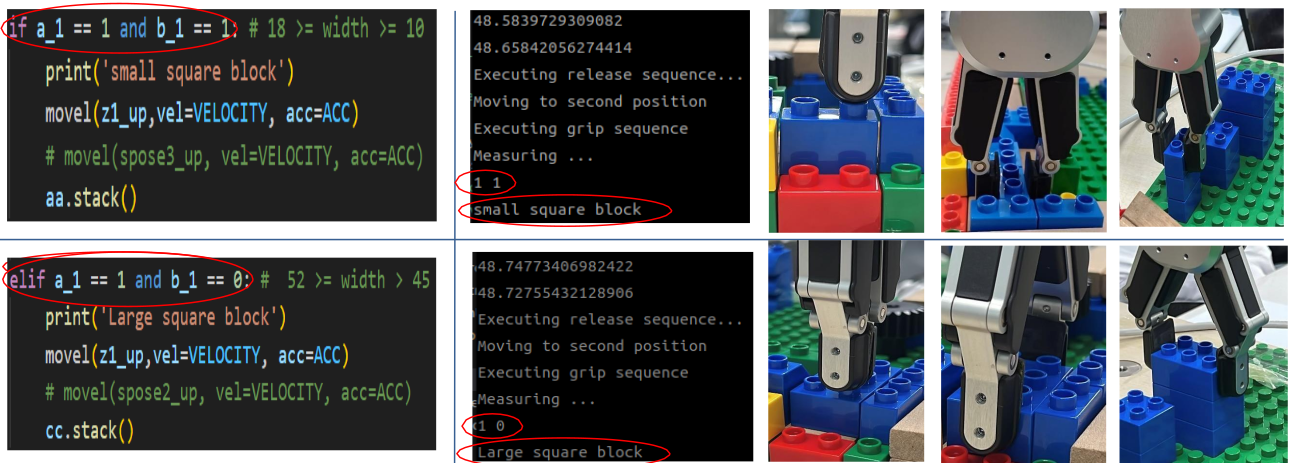 if a_1 == 1 and b_1 == 1: # 18 >= width >= 10
print('small square block')
movel(z1_up,vel=VELOCITY, acc=ACC)
# movel(spose3_up, vel=VELOCITY, acc=ACC)
aa.stack()
48.5839729309082
48.65842056274414
Executing release sequence...
Moving to second position
Executing grip sequence
Measuring ...
1 1
small square block
elif a_1 == 1 and b_1 == 0: # 52 >= width > 45
print('Large square block')
movel(z1_up,vel=VELOCITY, acc=ACC)
# movel(spose2_up, vel=VELOCITY, acc=ACC)
cc.stack()
48.74773406982422
48.72755432128906
Executing release sequence...
Moving to second position
Executing grip sequence
Measuring ...
1 0
Large square block